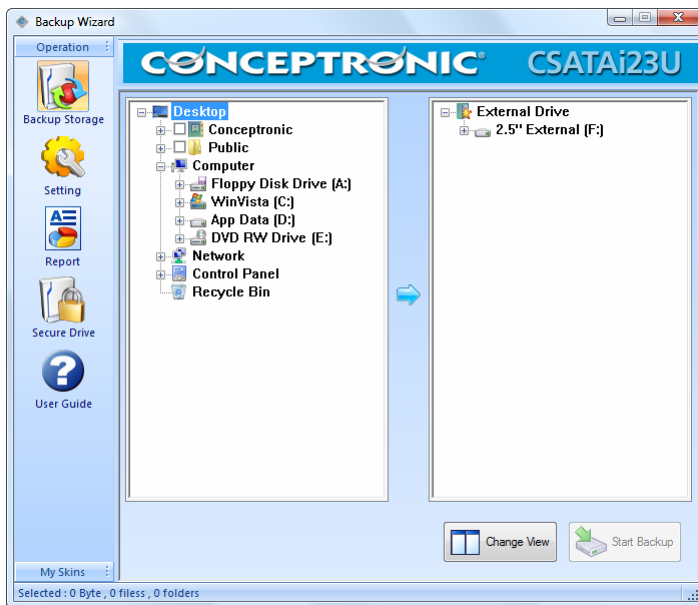 Backup Wizard
Operation
CONCEPTRONIC® CSATAi23U
Backup Storage
Setting
Report
Secure Drive
User Guide
My Skins
Desktop
Conceptronic
Public
Computer
Floppy Disk Drive (A:)
WinVista (C:)
App Data (D:)
DVD RW Drive (E:)
Network
Control Panel
Recycle Bin
External Drive
2.5" External (F:)
Change View
Start Backup
Selected : 0 Byte , 0 filess , 0 folders